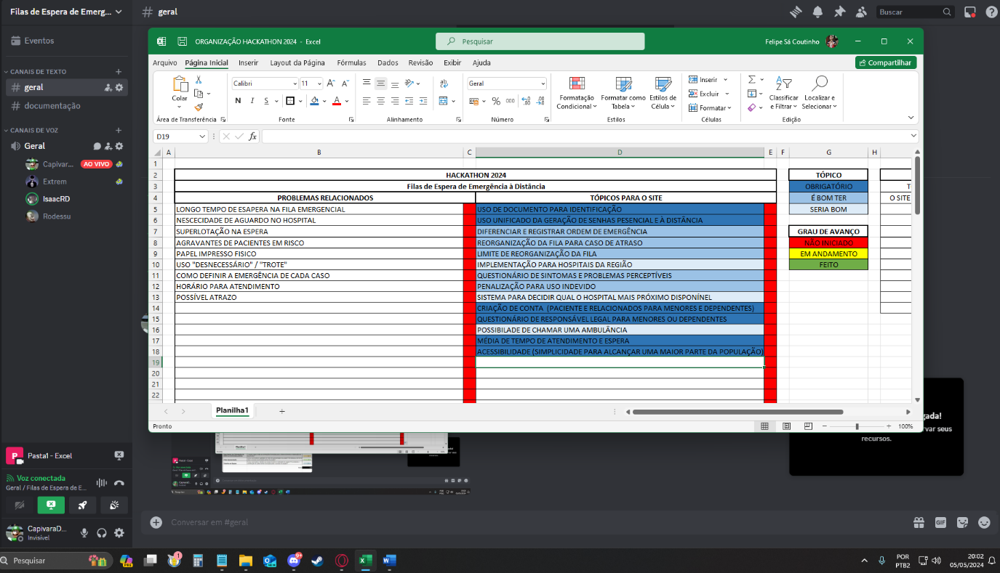 Filas de Espera de Emerg...
geral
Buscar
Eventos
CANAIS DE TEXTO
geral
documentação
CANAIS DE VOZ
Geral
Capivar...
AO VIVO
Extrem
IsaacRD
Rodessu
ORGANIZAÇÃO HACKATHON 2024 - Excel
Pesquisar
Felipe Sá Coutinho
Arquivo Página Inicial Inserir Layout da Página Fórmulas Dados Revisão Exibir Ajuda
Compartilhar
Colar
Calibri
11
N I S
Geral
% 000
Formatação Condicional
Formatar como Tabela
Estilos de Célula
Inserir
Excluir
Formatar
Classificar e Filtrar
Localizar e Selecionar
Área de Transferência
Fonte
Alinhamento
Número
Estilos
Células
Edição
D19
fx
A B C D E F G H
1
2 HACKATHON 2024 TÓPICO
3 Filas de Espera de Emergência à Distância OBRIGATÓRIO T
4 PROBLEMAS RELACIONADOS TÓPICOS PARA O SITE É BOM TER O SITE
5 LONGO TEMPO DE ESAPERA NA FILA EMERGENCIAL USO DE DOCUMENTO PARA IDENTIFICAÇÃO SERIA BOM
6 NESCECIDADE DE AGUARDO NO HOSPITAL USO UNIFICADO DA GERAÇÃO DE SENHAS PESENCIAL E À DISTÂNCIA
7 SUPERLOTAÇÃO NA ESPERA DIFERENCIAR E REGISTRAR ORDEM DE EMERGÊNCIA GRAU DE AVANÇO
8 AGRAVANTES DE PACIENTES EM RISCO REORGANIZAÇÃO DA FILA PARA CASO DE ATRASO NÃO INICIADO
9 PAPEL IMPRESSO FISICO LIMITE DE REORGANIZAÇÃO DA FILA EM ANDAMENTO
10 USO "DESNECESSÁRIO" / "TROTE" IMPLEMENTAÇÃO PARA HOSPITAIS DA REGIÃO FEITO
11 COMO DEFINIR A EMERGÊNCIA DE CADA CASO QUESTIONÁRIO DE SINTOMAS E PROBLEMAS PERCEPTÍVEIS
12 HORÁRIO PARA ATENDIMENTO PENALIZAÇÃO PARA USO INDEVIDO
13 POSSÍVEL ATRAZO SISTEMA PARA DECIDIR QUAL O HOSPITAL MAIS PRÓXIMO DISPONÍNEL
14 CRIAÇÃO DE CONTA (PACIENTE E RELACIONADOS PARA MENORES E DEPENDENTES)
15 QUESTIONÁRIO DE RESPONSÁVEL LEGAL PARA MENORES OU DEPENDENTES
16 POSSIBILADE DE CHAMAR UMA AMBULÂNCIA
17 MÉDIA DE TEMPO DE ATENDIMENTO E ESPERA
18 ACESSIBILIDADE (SIMPLICIDADE PARA ALCANÇAR UMA MAIOR PARTE DA POPULAÇÃO)
19
20
21
22
Planilha1
Pronto
100%
gada!
rvar seus
recursos.
P
Pasta1 - Excel
Voz conectada
Geral / Filas de Espera de E...
CapivaraD...
Invisível
Conversar em #geral
GIF
Pesquisar
PRE
1
9+
POR
PTB2
20:02
05/05/2024